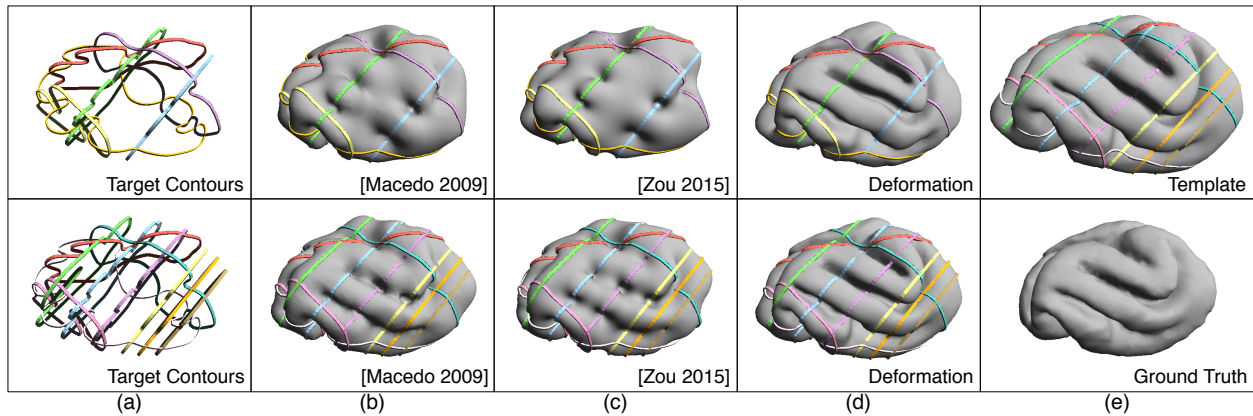 Target Contours
[Macedo 2009]
[Zou 2015]
Deformation
Template
Target Contours
[Macedo 2009]
[Zou 2015]
Deformation
Ground Truth
(a)
(b)
(c)
(d)
(e)